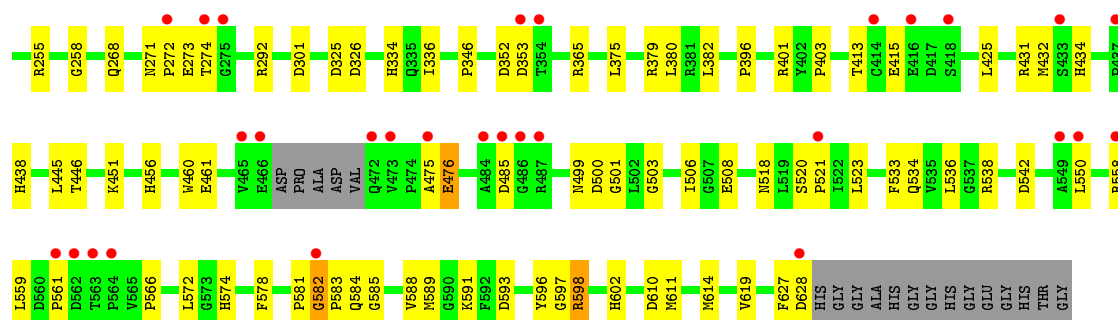 R255 G258 Q268 N271 P272 E273 T274 G275 R292 D301 D325 D326 H334 Q335 I336 P346 D352 D353 T354 R365 L375 R379 L380 R381 L382 P396 R401 Y402 P403 T413 C414 E415 E416 D417 S418 L425 R431 M432 S433 H434
H438 L445 T446 K451 H456 W460 E461 V465 E466 ASP PRO ALA ASP VAL Q472 V473 P474 A475 E476 A484 D485 G486 R487 N499 D500 G501 L502 G503 I506 G507 E508 N518 L519 S520 P521 I522 L523 F533 Q534 V535 L536 G537 R538 D542 A549 L550
L559 D560 P561 D562 T563 P564 V565 P566 L572 G573 H574 F578 P581 G582 P583 Q584 G585 V588 M589 G590 K591 F592 D593 Y596 G597 R598 H602 D610 M611 M614 V619 F627 D628 HIS GLY GLY ALA HIS GLY GLY HIS GLY GLU GLY HIS THR GLY